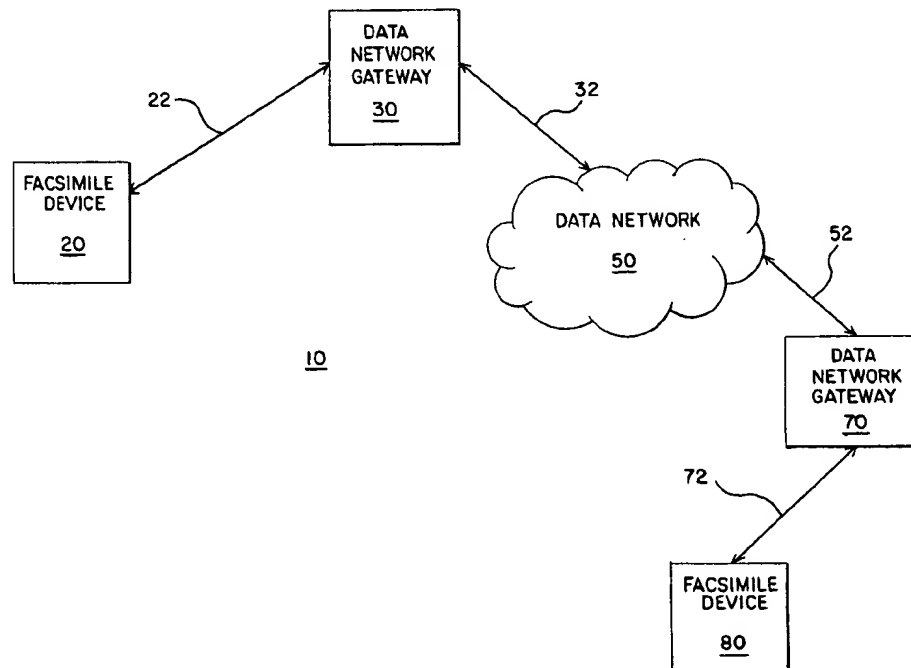 DATA
NETWORK
GATEWAY
30
22
32
FACSIMILE
DEVICE
20
DATA NETWORK
50
52
10
DATA
NETWORK
GATEWAY
70
72
FACSIMILE
DEVICE
80